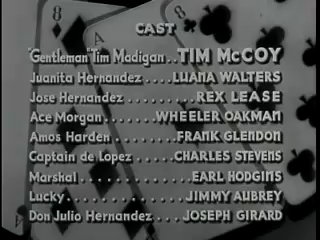 CAST
"Gentleman" Tim Madigan..TIM McCOY
Juanita Hernandez....LUANA WALTERS
Jose Hernandez..........REX LEASE
Ace Morgan.......WHEELER OAKMAN
Amos Harden........FRANK GLENDON
Captain de Lopez...CHARLES STEVENS
Marshal..............EARL HODGINS
Lucky...............JIMMY AUBREY
Don Julio Hernandez...JOSEPH GIRARD
8
A
8
A